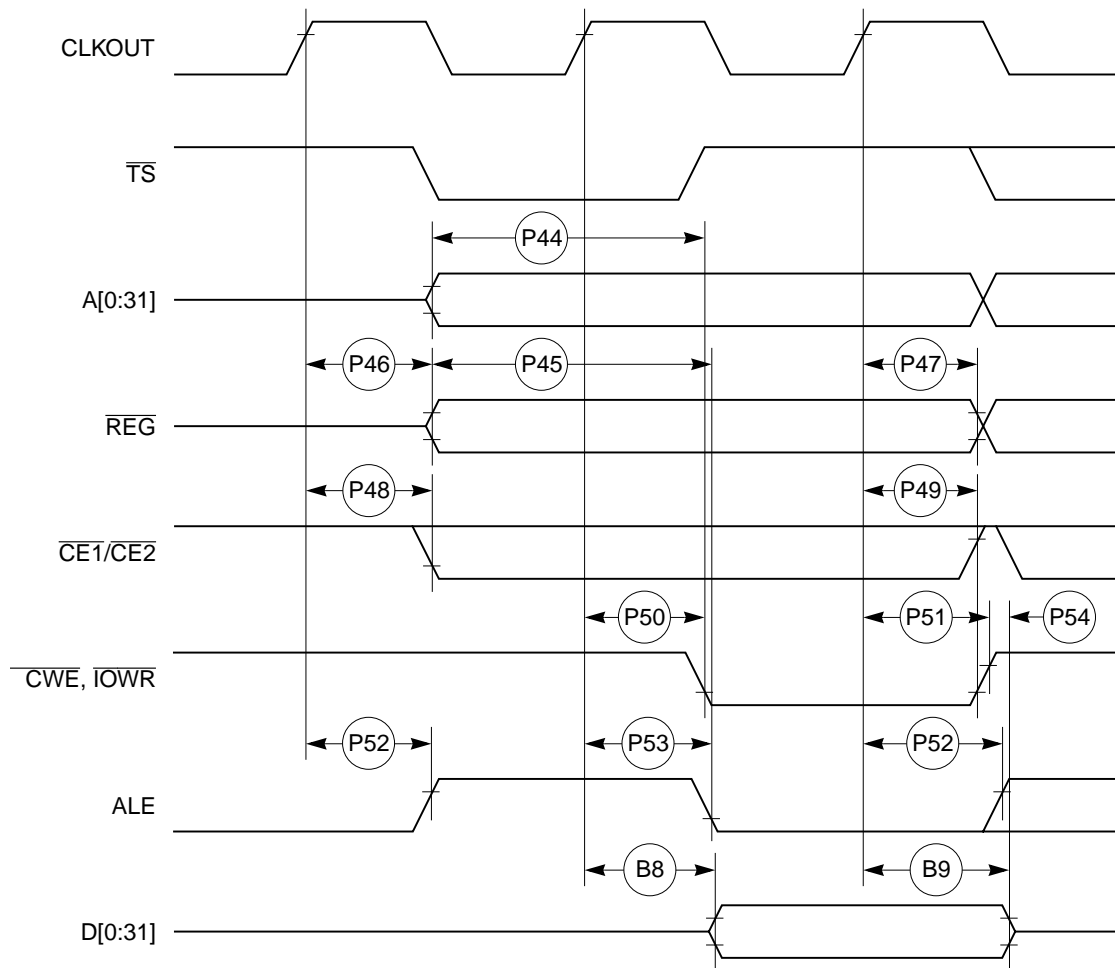 CLKOUT
TS
P44
A[0:31]
P46 P45 P47
REG
P48 P49
CE1/CE2
P50 P51 P54
CWE, IOWR
P52 P53 P52
ALE
B8 B9
D[0:31]